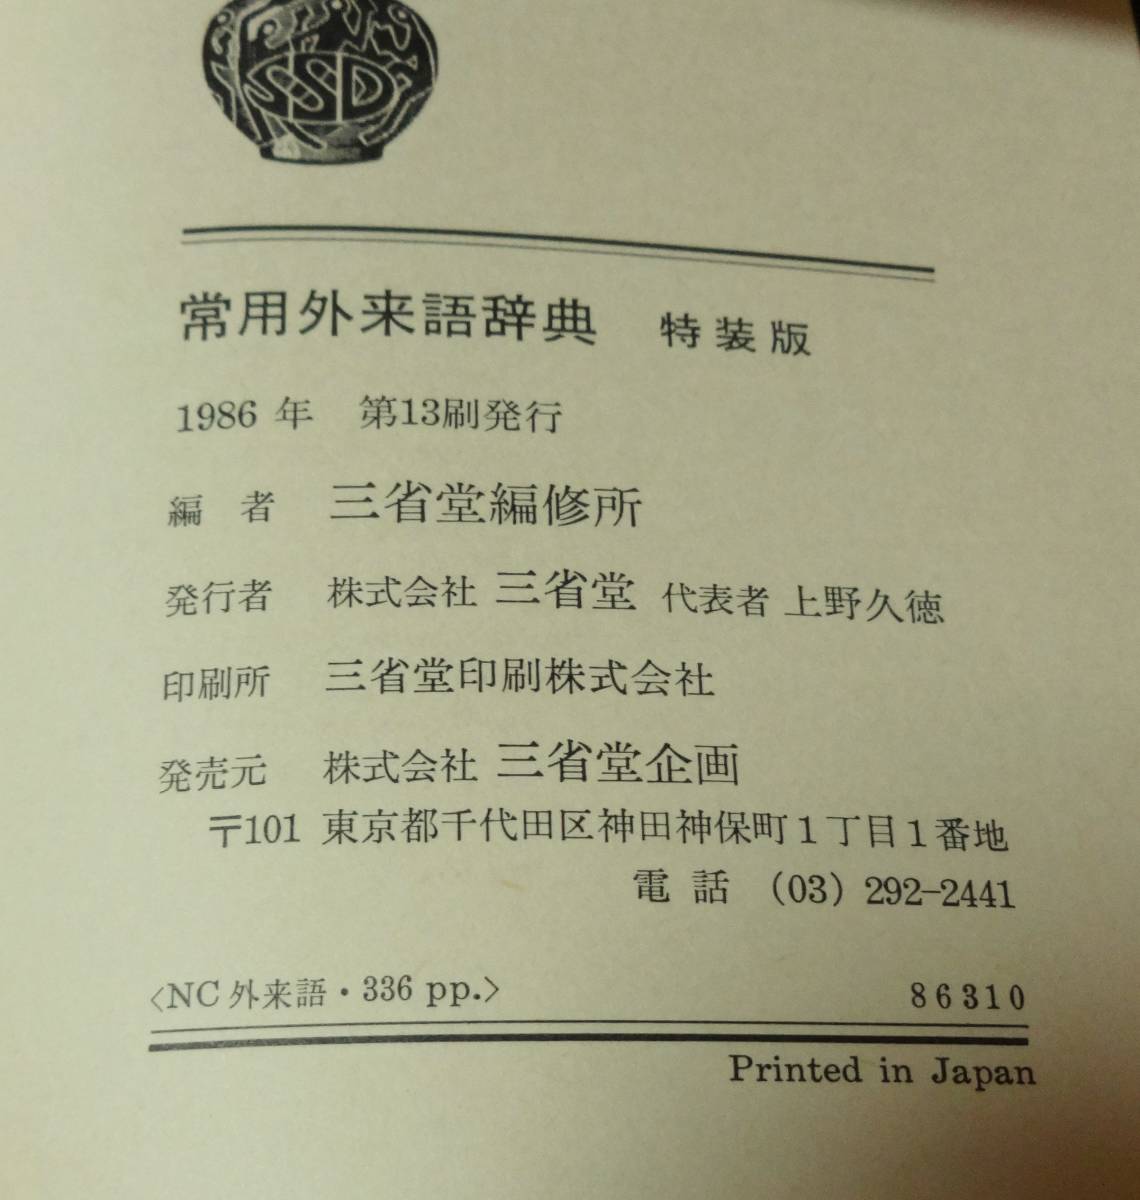 SSD
常用外来語辞典 特装版
1986 年 第13刷発行
編 者 三省堂編修所
発行者 株式会社 三省堂 代表者 上野久徳
印刷所 三省堂印刷株式会社
発売元 株式会社 三省堂企画
〒101 東京都千代田区神田神保町1丁目1番地
電 話 (03) 292-2441
〈NC 外来語・336 pp.〉 86310
Printed in Japan